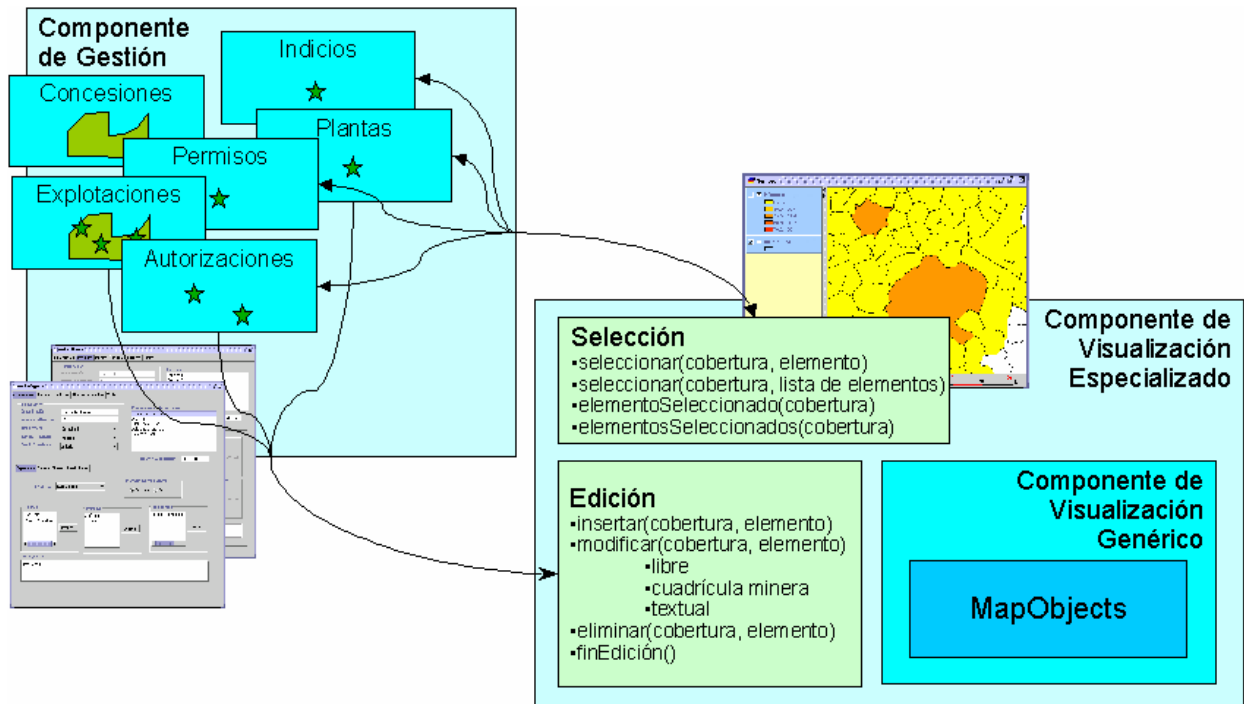 Componente
de Gestión
Indicios
Concesiones
Plantas
Permisos
Explotaciones
Autorizaciones
Componente de
Visualización
Especializado
Selección
▪seleccionar(cobertura, elemento)
▪seleccionar(cobertura, lista de elementos)
▪elementoSeleccionado(cobertura)
▪elementosSeleccionados(cobertura)
Edición
▪insertar(cobertura, elemento)
▪modificar(cobertura, elemento)
▪libre
▪cuadrícula minera
▪textual
▪eliminar(cobertura, elemento)
▪finEdición()
Componente de
Visualización
Genérico
MapObjects